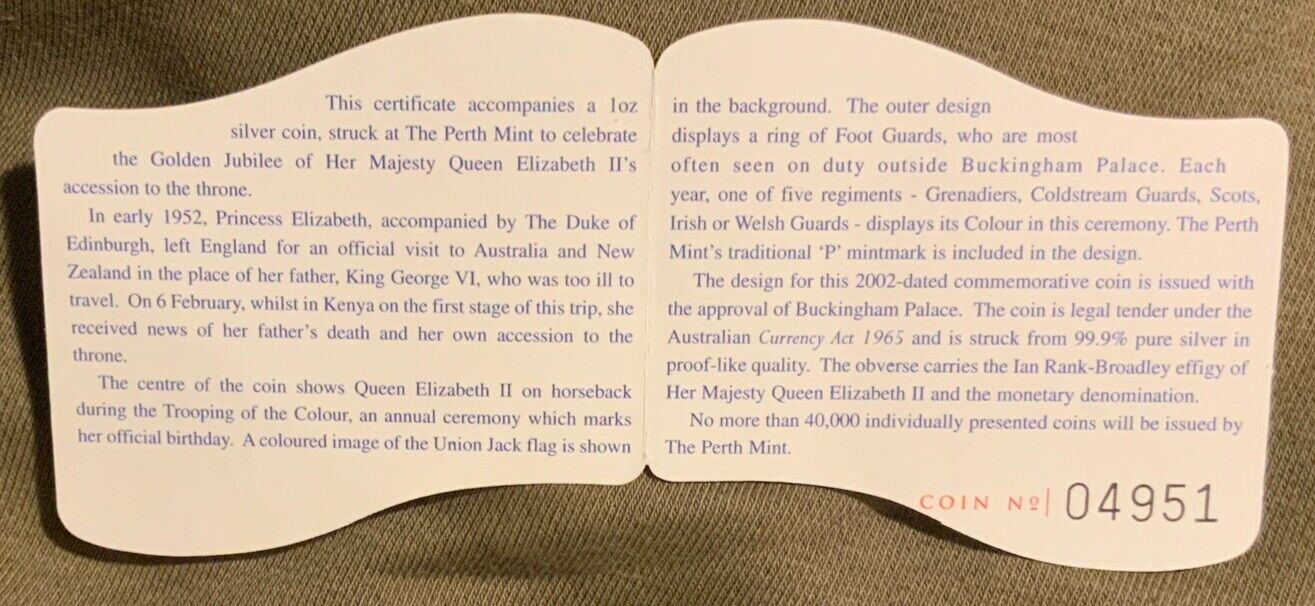 This certificate accompanies a 1oz
silver coin, struck at The Perth Mint to celebrate
the Golden Jubilee of Her Majesty Queen Elizabeth II's
accession to the throne.
In early 1952, Princess Elizabeth, accompanied by The Duke of
Edinburgh, left England for an official visit to Australia and New
Zealand in the place of her father, King George VI, who was too ill to
travel. On 6 February, whilst in Kenya on the first stage of this trip, she
received news of her father's death and her own accession to the
throne.
The centre of the coin shows Queen Elizabeth II on horseback
during the Trooping of the Colour, an annual ceremony which marks
her official birthday. A coloured image of the Union Jack flag is shown
in the background. The outer design
displays a ring of Foot Guards, who are most
often seen on duty outside Buckingham Palace. Each
year, one of five regiments - Grenadiers, Coldstream Guards, Scots,
Irish or Welsh Guards - displays its Colour in this ceremony. The Perth
Mint's traditional 'P' mintmark is included in the design.
The design for this 2002-dated commemorative coin is issued with
the approval of Buckingham Palace. The coin is legal tender under the
Australian Currency Act 1965 and is struck from 99.9% pure silver in
proof-like quality. The obverse carries the Ian Rank-Broadley effigy of
Her Majesty Queen Elizabeth II and the monetary denomination.
No more than 40,000 individually presented coins will be issued by
The Perth Mint.
COIN Nº| 04951